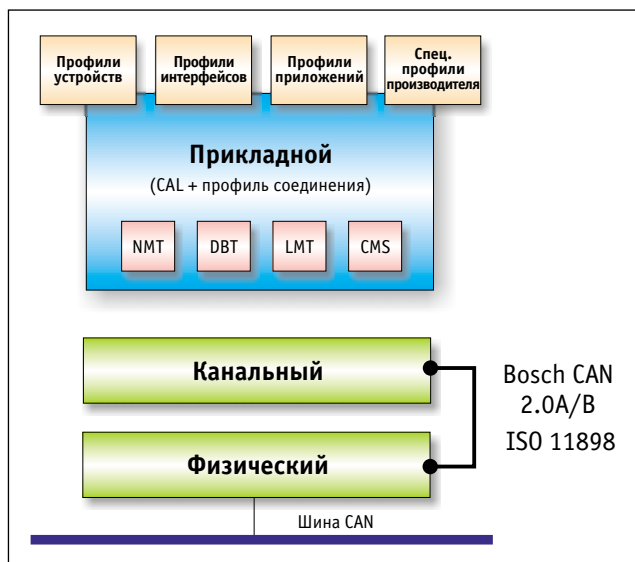 Профили
устройств
Профили
интерфейсов
Профили
приложений
Спец.
профили
производителя
Прикладной
(CAL + профиль соединения)
NMT
DBT
LMT
CMS
Канальный
Физический
Bosch CAN
2.0A/B
ISO 11898
Шина CAN